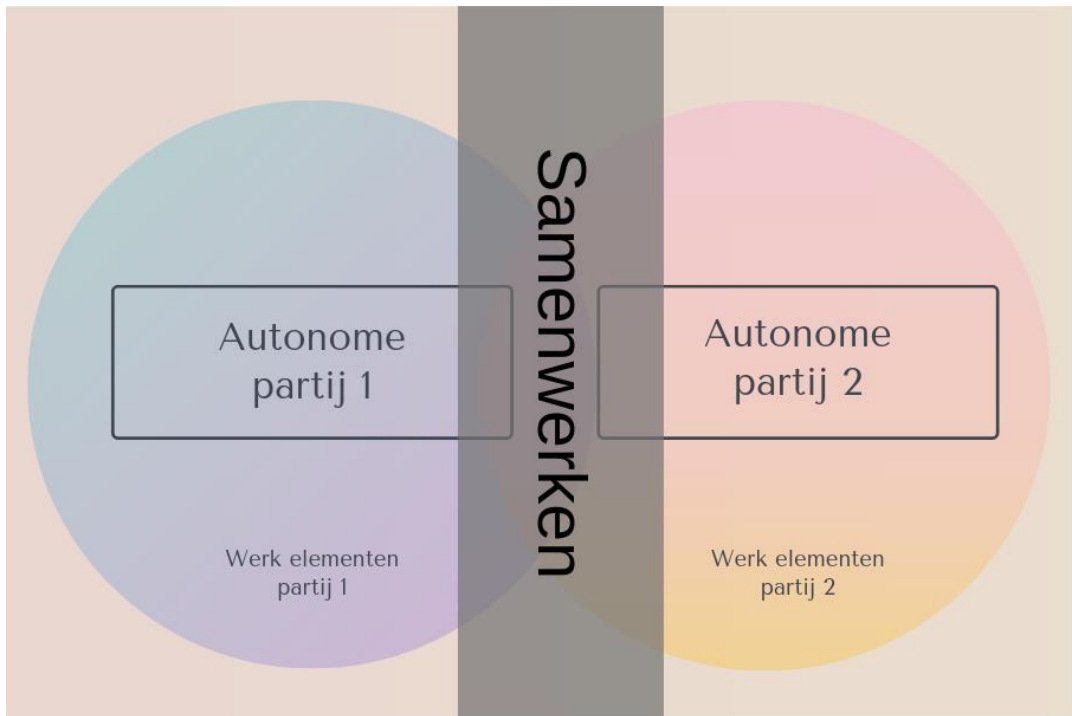 Autonome
partij 1
Samenwerken
Autonome
partij 2
Werk elementen
partij 1
Werk elementen
partij 2